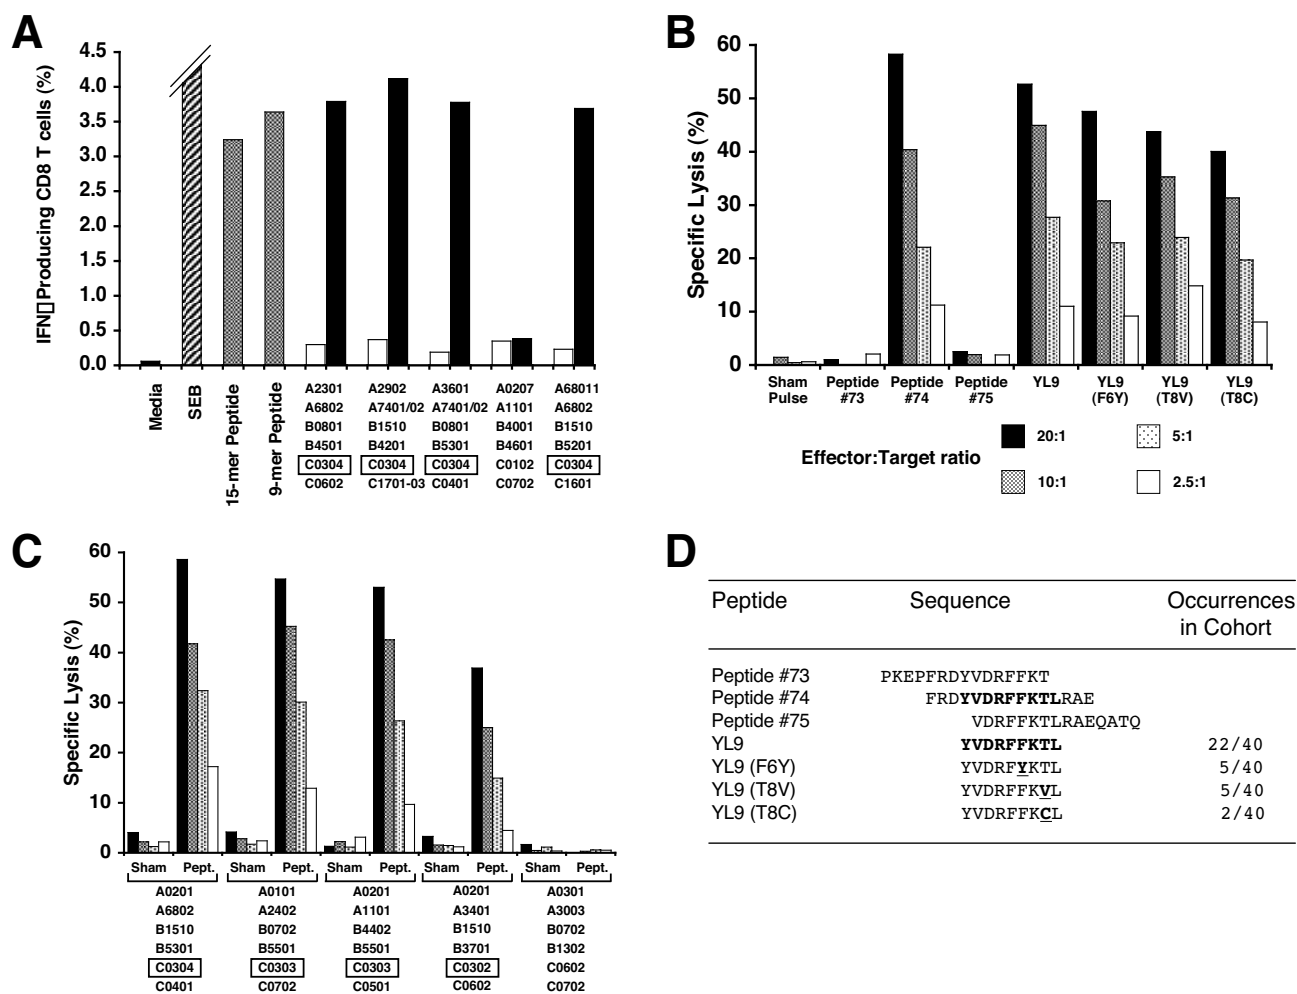 A
4.5
4.0
3.5
3.0
2.5
2.0
1.5
1.0
0.5
0.0
IFN▯Producing CD8 T cells (%)
Media
SEB
15-mer Peptide
9-mer Peptide
A2301 A2902 A3601 A0207 A68011
A6802 A7401/02 A7401/02 A1101 A6802
B0801 B1510 B0801 B4001 B1510
B4501 B4201 B5301 B4601 B5201
C0304 C0304 C0304 C0102 C0304
C0602 C1701-03 C0401 C0702 C1601
B
60
50
40
30
20
10
0
Specific Lysis (%)
Sham Pulse
Peptide #73
Peptide #74
Peptide #75
YL9
YL9 (F6Y)
YL9 (T8V)
YL9 (T8C)
Effector:Target ratio
20:1
10:1
5:1
2.5:1
C
60
50
40
30
20
10
0
Specific Lysis (%)
Sham Pept. Sham Pept. Sham Pept. Sham Pept. Sham Pept.
A0201 A0101 A0201 A0201 A0301
A6802 A2402 A1101 A3401 A3003
B1510 B0702 B4402 B1510 B0702
B5301 B5501 B5501 B3701 B1302
C0304 C0303 C0303 C0302 C0602
C0401 C0702 C0501 C0602 C0702
D
Peptide Sequence Occurrences
in Cohort
Peptide #73 PKEPFRDYVDRFFKT
Peptide #74 FRDYVDRFFKTLRAE
Peptide #75 VDRFFKTLRAEQATQ
YL9 YVDRFFKTL 22/40
YL9 (F6Y) YVDRFYKTL 5/40
YL9 (T8V) YVDRFFKVL 5/40
YL9 (T8C) YVDRFFKCL 2/40